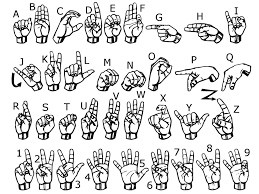 A B C D E F G H I
J K L M N O P Q
R S T U V W X Y Z
1 2 3 4 5 6 7 8 9